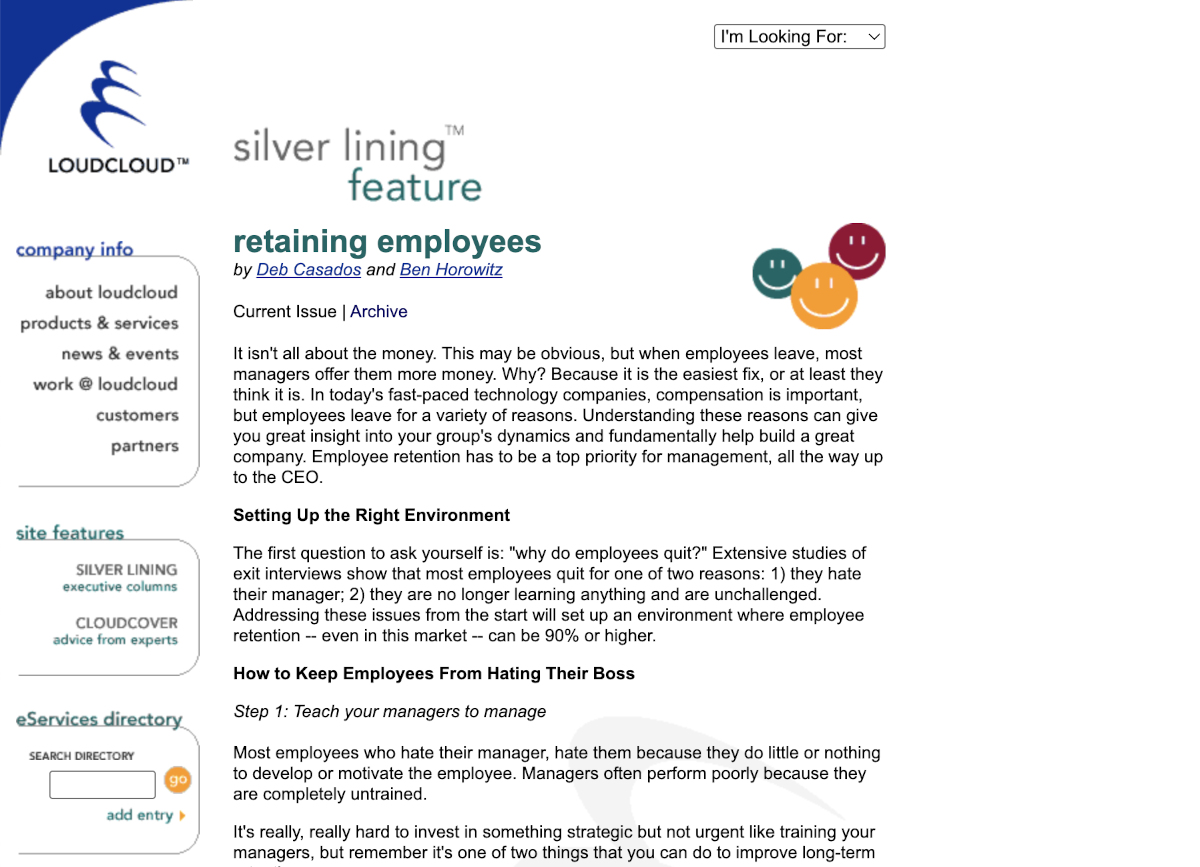 I'm Looking For:
LOUDCLOUD™
silver lining™
feature
company info
about loudcloud
products & services
news & events
work @ loudcloud
customers
partners
site features
SILVER LINING
executive columns
CLOUDCOVER
advice from experts
eServices directory
SEARCH DIRECTORY
go
add entry
retaining employees
by Deb Casados and Ben Horowitz
Current Issue | Archive
It isn't all about the money. This may be obvious, but when employees leave, most
managers offer them more money. Why? Because it is the easiest fix, or at least they
think it is. In today's fast-paced technology companies, compensation is important,
but employees leave for a variety of reasons. Understanding these reasons can give
you great insight into your group's dynamics and fundamentally help build a great
company. Employee retention has to be a top priority for management, all the way up
to the CEO.
Setting Up the Right Environment
The first question to ask yourself is: "why do employees quit?" Extensive studies of
exit interviews show that most employees quit for one of two reasons: 1) they hate
their manager; 2) they are no longer learning anything and are unchallenged.
Addressing these issues from the start will set up an environment where employee
retention -- even in this market -- can be 90% or higher.
How to Keep Employees From Hating Their Boss
Step 1: Teach your managers to manage
Most employees who hate their manager, hate them because they do little or nothing
to develop or motivate the employee. Managers often perform poorly because they
are completely untrained.
It's really, really hard to invest in something strategic but not urgent like training your
managers, but remember it's one of two things that you can do to improve long-term